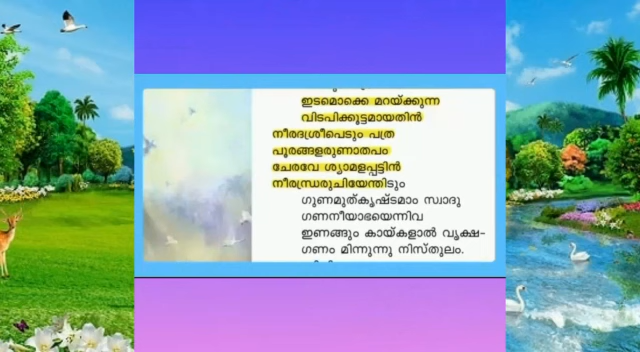 ഇടമൊക്കെ മറയ്ക്കുന്ന
വിടപിക്കൂട്ടമായതിൻ
നീരദശ്രീപെടും പത്ര
പൂരങ്ങളരുണാതപം
ചേരവേ ശ്യാമളപ്പട്ടിൻ
നീരന്ധ്രരുചിയേന്തിടും
ഗുണമുത്കൃഷ്ടമാം സ്വാദു
ഗണനീയാഭയെന്നിവ
ഇണങ്ങും കായ്കളാൽ വൃക്ഷ-
ഗണം മിന്നുന്നു നിസ്തുലം.